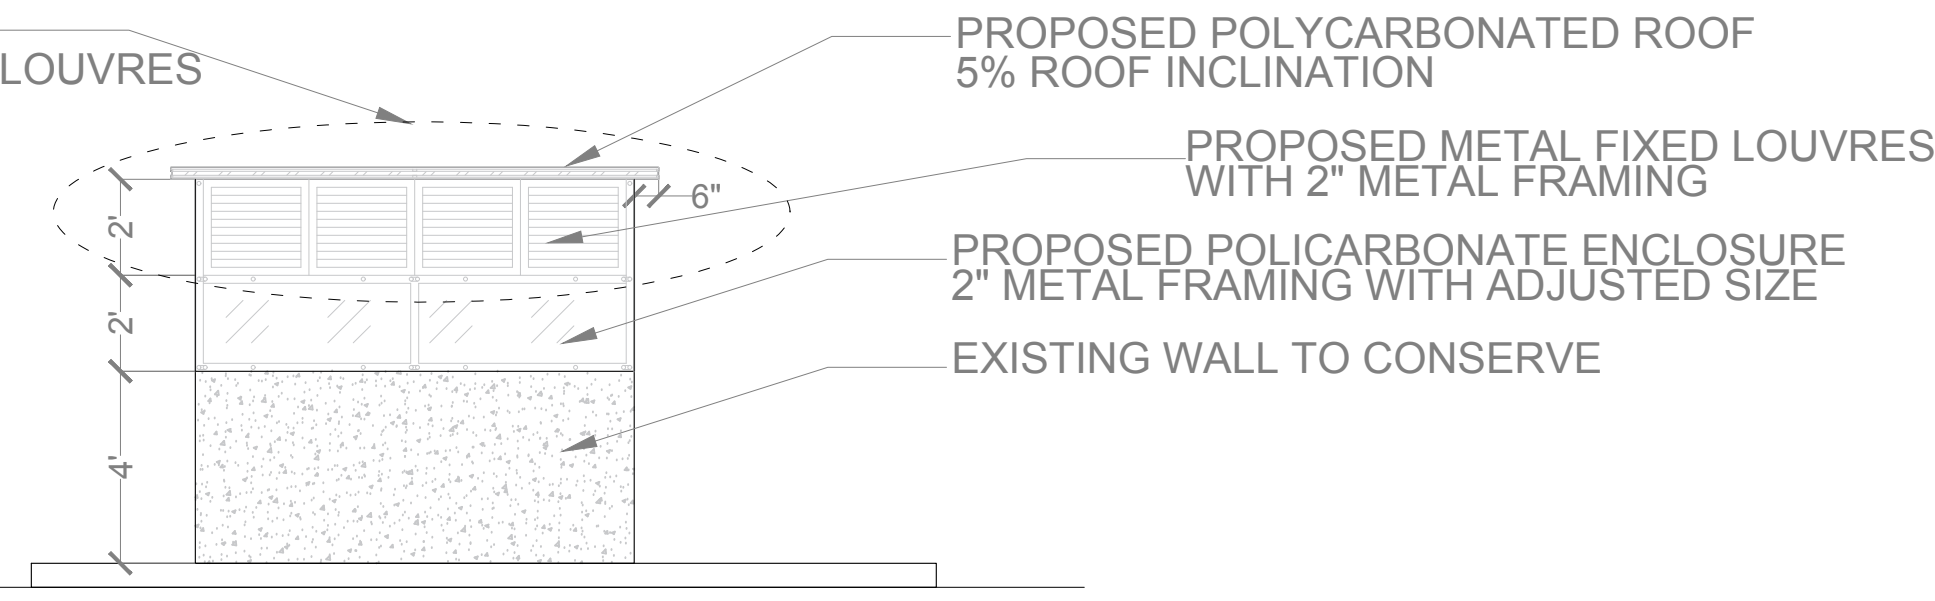 LOUVRES
PROPOSED POLYCARBONATED ROOF
5% ROOF INCLINATION
PROPOSED METAL FIXED LOUVRES
WITH 2" METAL FRAMING
6"
2'
PROPOSED POLICARBONATE ENCLOSURE
2" METAL FRAMING WITH ADJUSTED SIZE
2'
EXISTING WALL TO CONSERVE
4'